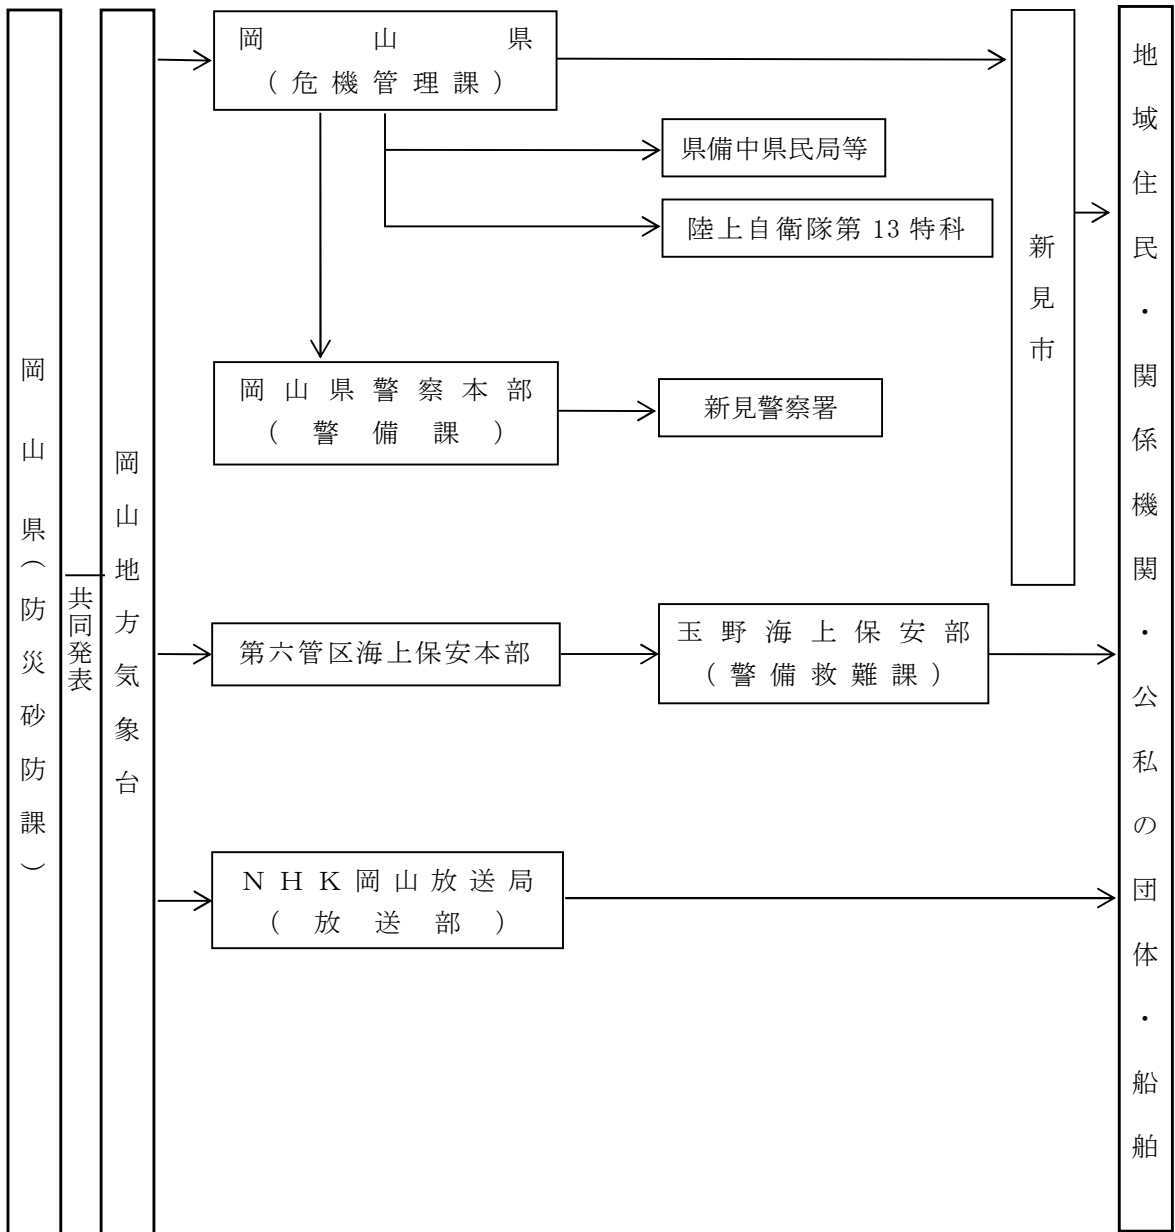 岡山県(防災砂防課)
共同発表
岡山地方気象台
岡山県
(危機管理課)
県備中県民局等
陸上自衛隊第13特科
岡山県警察本部
(警備課)
新見警察署
第六管区海上保安本部
玉野海上保安部
(警備救難課)
NHK岡山放送局
(放送部)
新見市
地域住民・関係機関・公私の団体・船舶